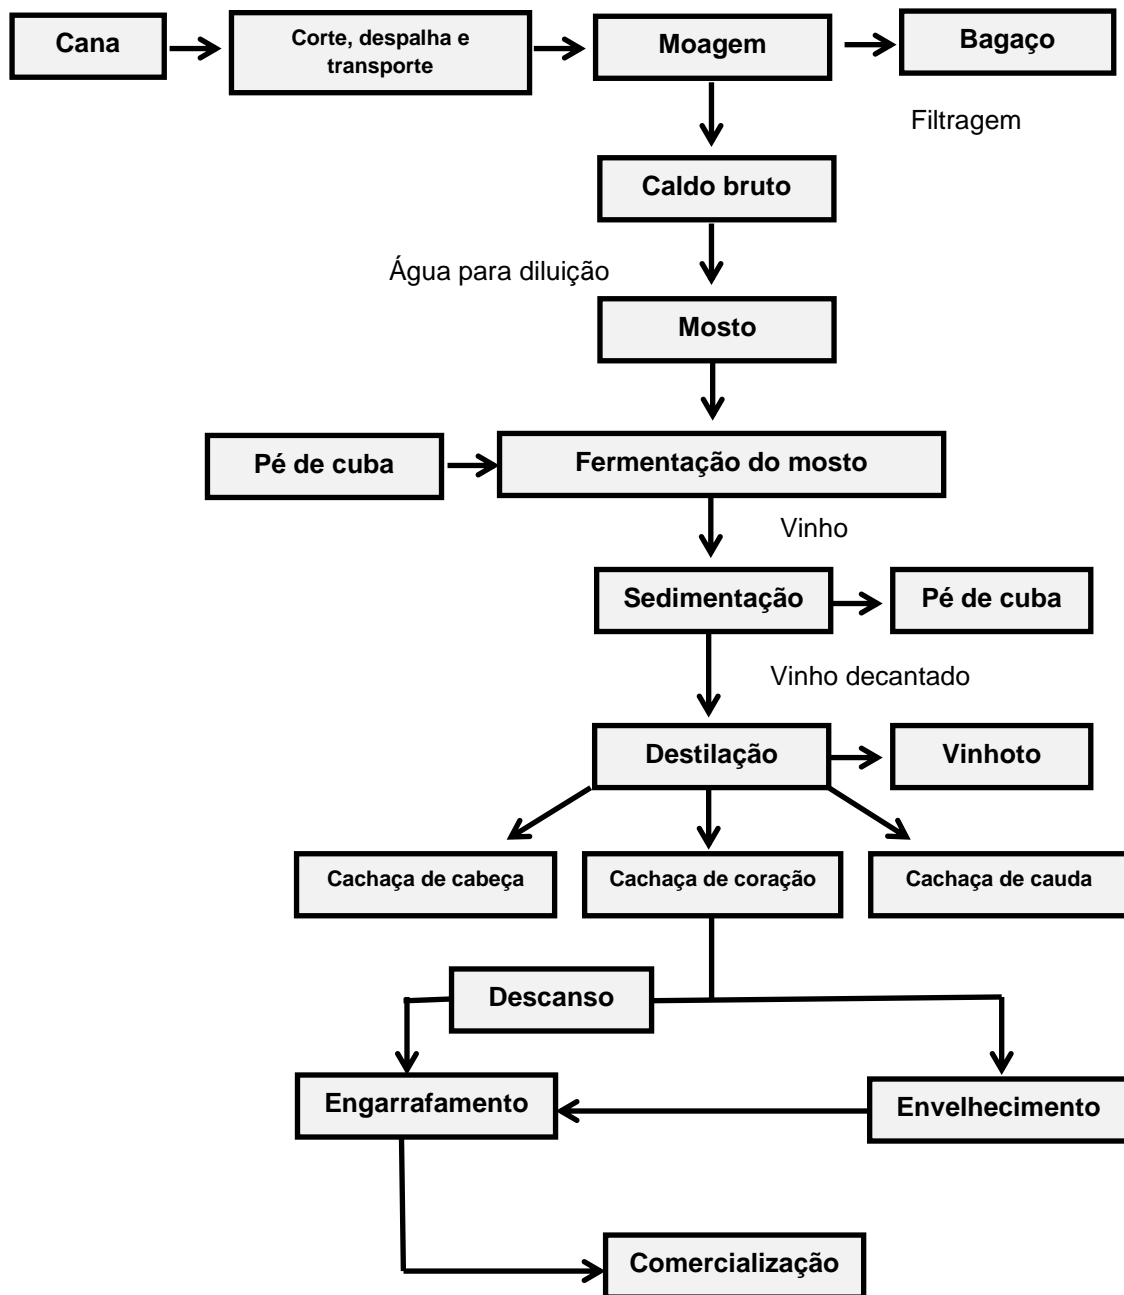 Cana
Corte, despalha e
transporte
Moagem
Bagaço
Filtragem
Caldo bruto
Água para diluição
Mosto
Pé de cuba
Fermentação do mosto
Vinho
Sedimentação
Pé de cuba
Vinho decantado
Destilação
Vinhoto
Cachaça de cabeça
Cachaça de coração
Cachaça de cauda
Descanso
Engarrafamento
Envelhecimento
Comercialização